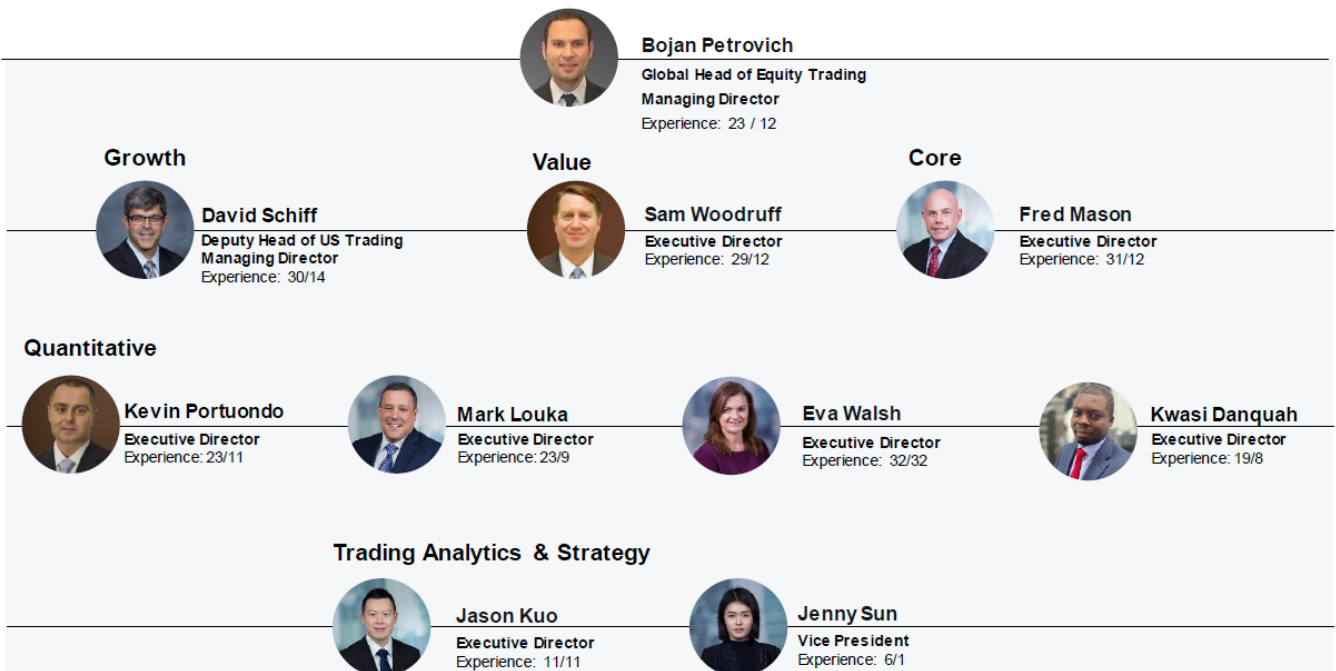 Bojan Petrovich
Global Head of Equity Trading
Managing Director
Experience: 23 / 12
Growth
David Schiff
Deputy Head of US Trading
Managing Director
Experience: 30/14
Value
Sam Woodruff
Executive Director
Experience: 29/12
Core
Fred Mason
Executive Director
Experience: 31/12
Quantitative
Kevin Portuondo
Executive Director
Experience: 23/11
Mark Louka
Executive Director
Experience: 23/9
Eva Walsh
Executive Director
Experience: 32/32
Kwasi Danquah
Executive Director
Experience: 19/8
Trading Analytics & Strategy
Jason Kuo
Executive Director
Experience: 11/11
Jenny Sun
Vice President
Experience: 6/1